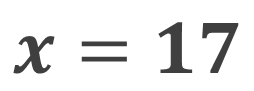 x = 17